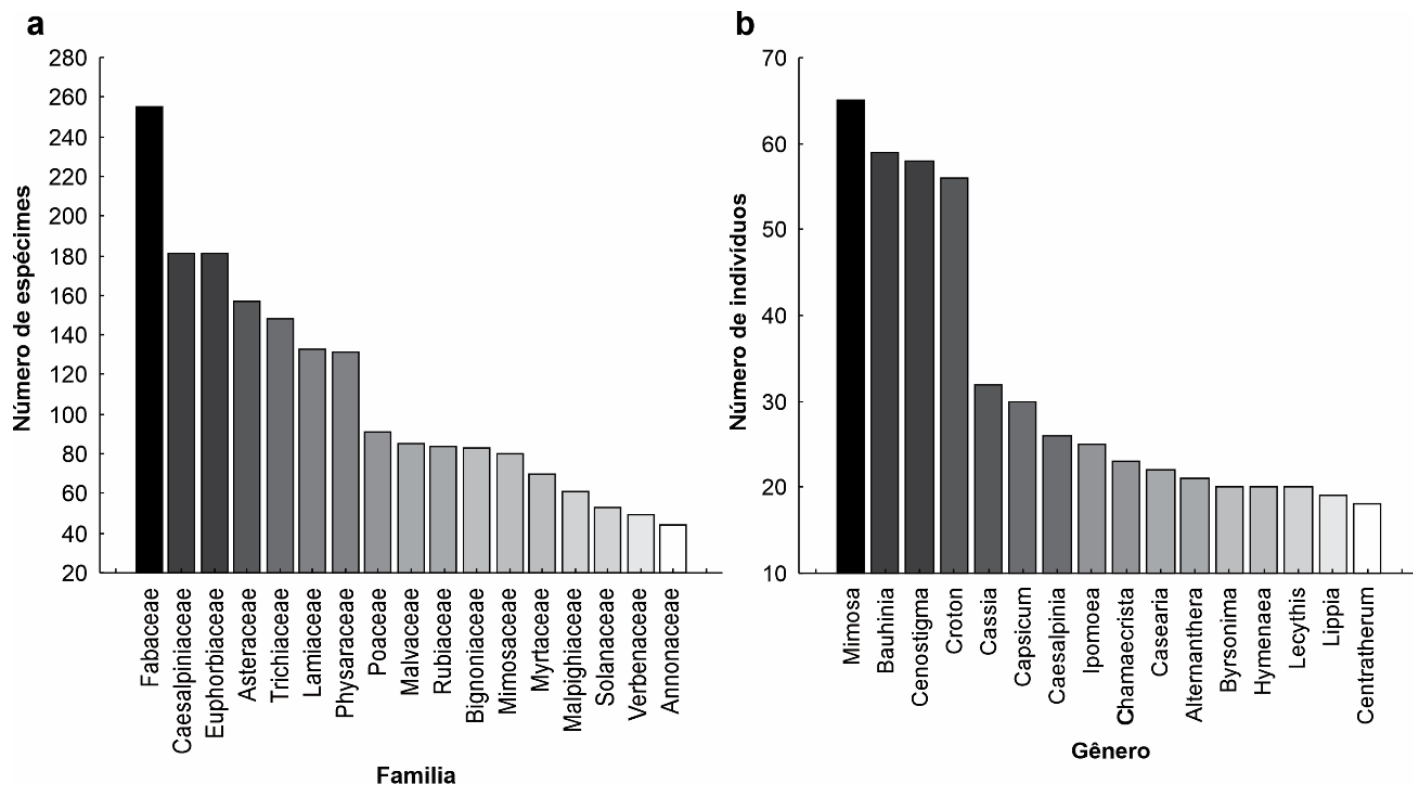 a
280
260
240
220
200
180
160
140
120
100
80
60
40
20
Número de espécimes
Fabaceae
Caesalpiniaceae
Euphorbiaceae
Asteraceae
Trichiaceae
Lamiaceae
Physaraceae
Poaceae
Malvaceae
Rubiaceae
Bignoniaceae
Mimosaceae
Myrtaceae
Malpighiaceae
Solanaceae
Verbenaceae
Annonaceae
Familia
b
70
60
50
40
30
20
10
Número de indivíduos
Mimosa
Bauhinia
Cenostigma
Croton
Cassia
Capsicum
Caesalpinia
Ipomoea
Chamaecrista
Casearia
Alternanthera
Byrsonima
Hymenaea
Lecythis
Lippia
Centratherum
Gênero